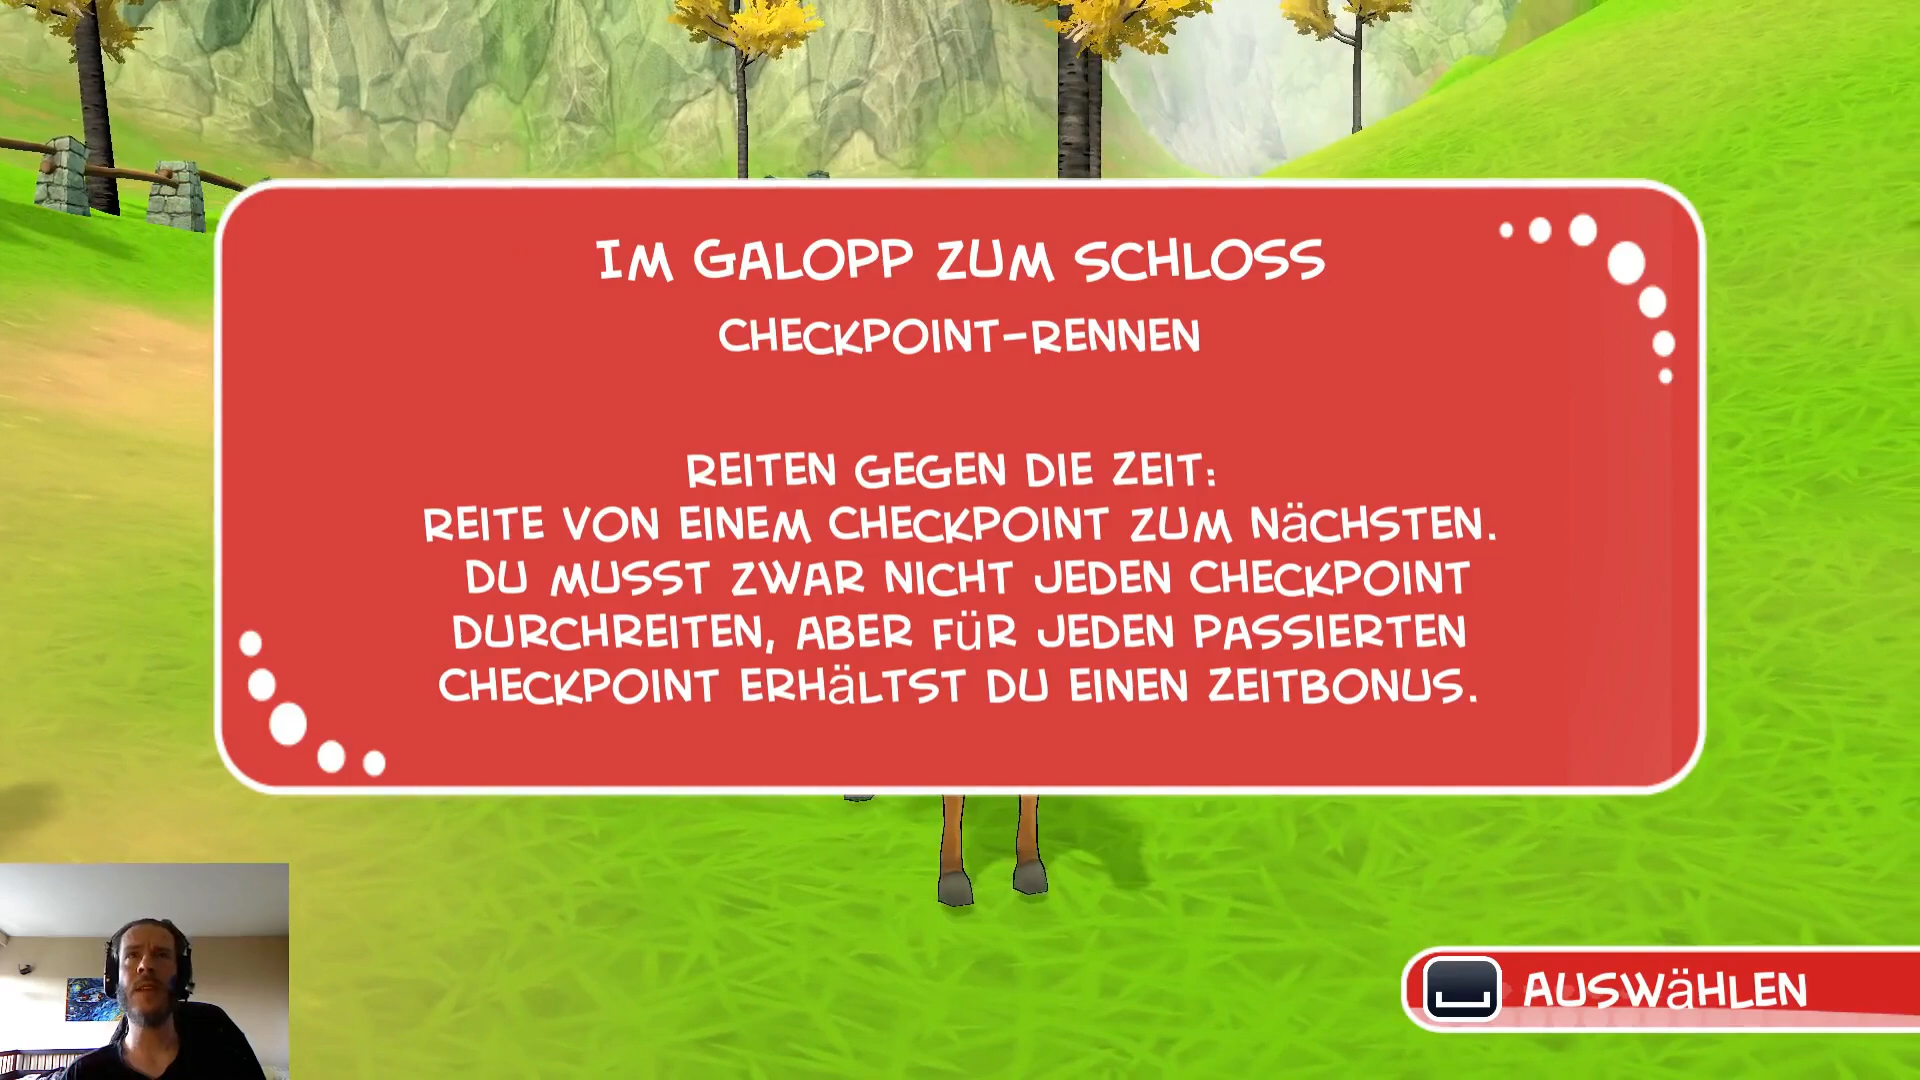 IM GALOPP ZUM SCHLOSS
CHECKPOINT-RENNEN
REITEN GEGEN DIE ZEIT:
REITE VON EINEM CHECKPOINT ZUM NäCHSTEN.
DU MUSST ZWAR NICHT JEDEN CHECKPOINT
DURCHREITEN, ABER FüR JEDEN PASSIERTEN
CHECKPOINT ERHäLTST DU EINEN ZEITBONUS.
AUSWäHLEN